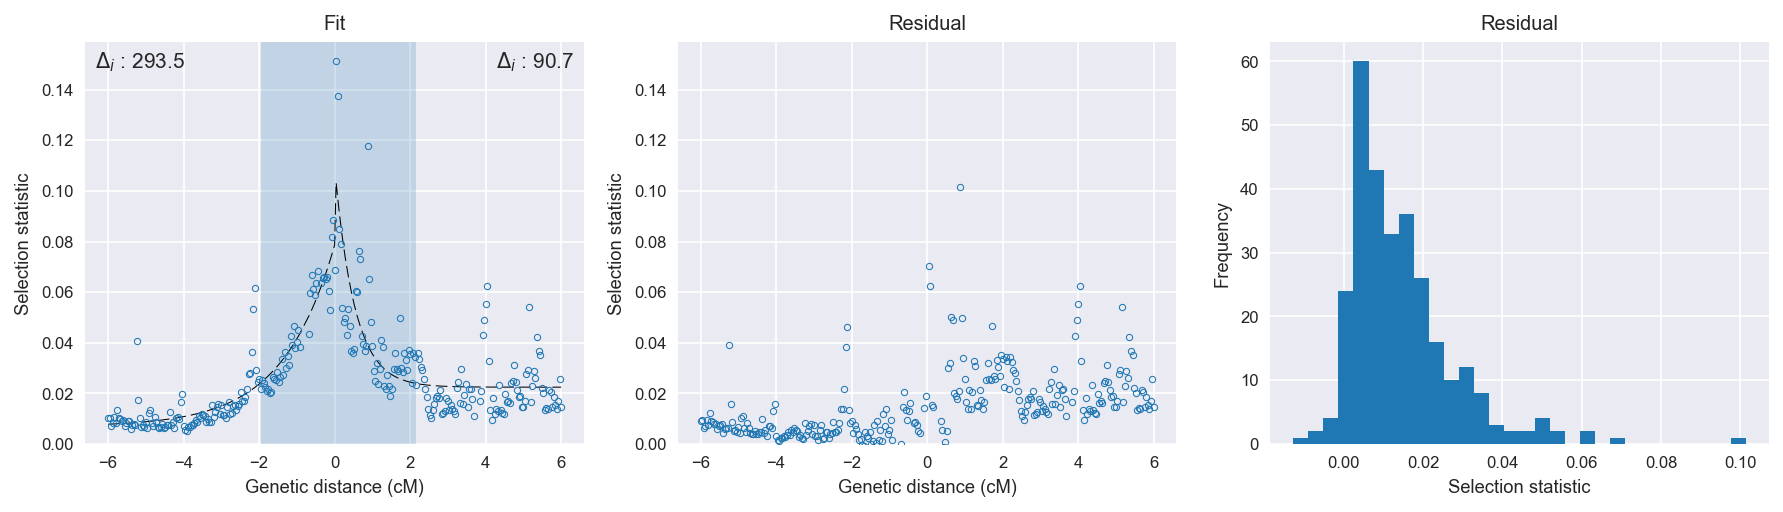 Fit
Δi : 293.5
Δi : 90.7
0.14
0.12
0.10
0.08
0.06
0.04
0.02
0.00
Selection statistic
−6 −4 −2 0 2 4 6
Genetic distance (cM)
Residual
0.14
0.12
0.10
0.08
0.06
0.04
0.02
0.00
Selection statistic
−6 −4 −2 0 2 4 6
Genetic distance (cM)
Residual
60
50
40
30
20
10
0
Frequency
0.00 0.02 0.04 0.06 0.08 0.10
Selection statistic